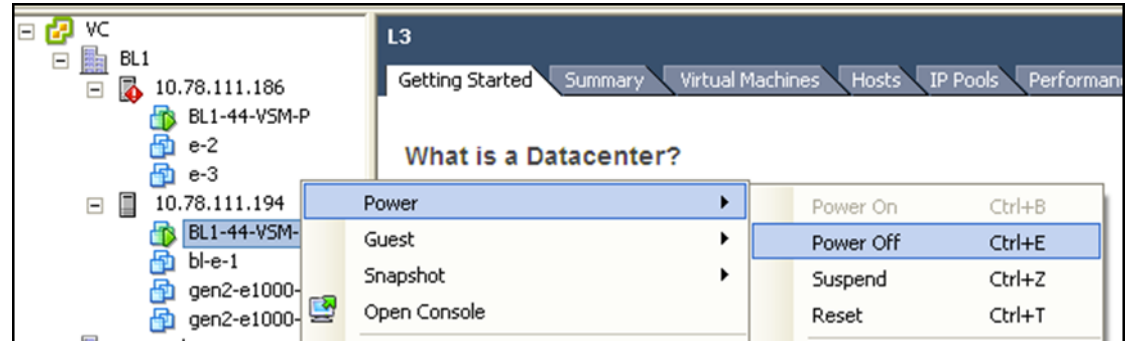 VC
BL1
10.78.111.186
BL1-44-VSM-P
e-2
e-3
10.78.111.194
BL1-44-VSM-
bl-e-1
gen2-e1000-
gen2-e1000-
L3
Getting Started Summary Virtual Machines Hosts IP Pools Performan
What is a Datacenter?
Power
Guest
Snapshot
Open Console
Power On Ctrl+B
Power Off Ctrl+E
Suspend Ctrl+Z
Reset Ctrl+T